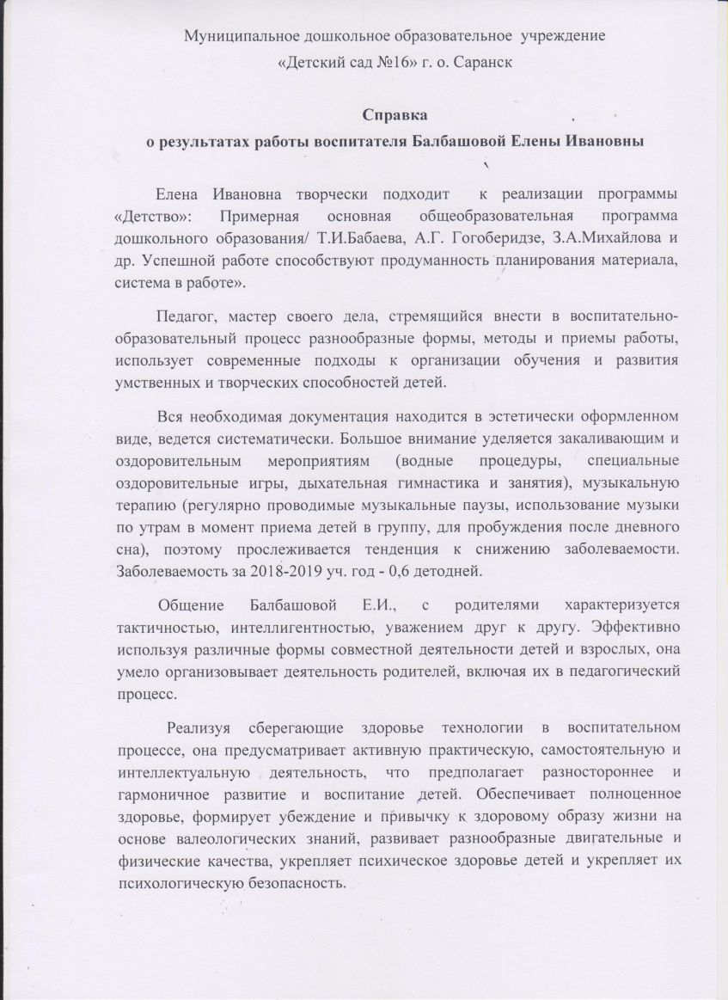 Муниципальное дошкольное образовательное учреждение
«Детский сад №16» г. о. Саранск
Справка
о результатах работы воспитателя Балбашовой Елены Ивановны
Елена Ивановна творчески подходит к реализации программы
«Детство»: Примерная основная общеобразовательная программа
дошкольного образования/ Т.И.Бабаева, А.Г. Гогоберидзе, З.А.Михайлова и
др. Успешной работе способствуют продуманность планирования материала,
система в работе».
Педагог, мастер своего дела, стремящийся внести в воспитательно-
образовательный процесс разнообразные формы, методы и приемы работы,
использует современные подходы к организации обучения и развития
умственных и творческих способностей детей.
Вся необходимая документация находится в эстетически оформленном
виде, ведется систематически. Большое внимание уделяется закаливающим и
оздоровительным мероприятиям (водные процедуры, специальные
оздоровительные игры, дыхательная гимнастика и занятия), музыкальную
терапию (регулярно проводимые музыкальные паузы, использование музыки
по утрам в момент приема детей в группу, для пробуждения после дневного
сна), поэтому прослеживается тенденция к снижению заболеваемости.
Заболеваемость за 2018-2019 уч. год - 0,6 детодней.
Общение Балбашовой Е.И., с родителями характеризуется
тактичностью, интеллигентностью, уважением друг к другу. Эффективно
используя различные формы совместной деятельности детей и взрослых, она
умело организовывает деятельность родителей, включая их в педагогический
процесс.
Реализуя сберегающие здоровье технологии в воспитательном
процессе, она предусматривает активную практическую, самостоятельную и
интеллектуальную деятельность, что предполагает разностороннее и
гармоничное развитие и воспитание детей. Обеспечивает полноценное
здоровье, формирует убеждение и привычку к здоровому образу жизни на
основе валеологических знаний, развивает разнообразные двигательные и
физические качества, укрепляет психическое здоровье детей и укрепляет их
психологическую безопасность.